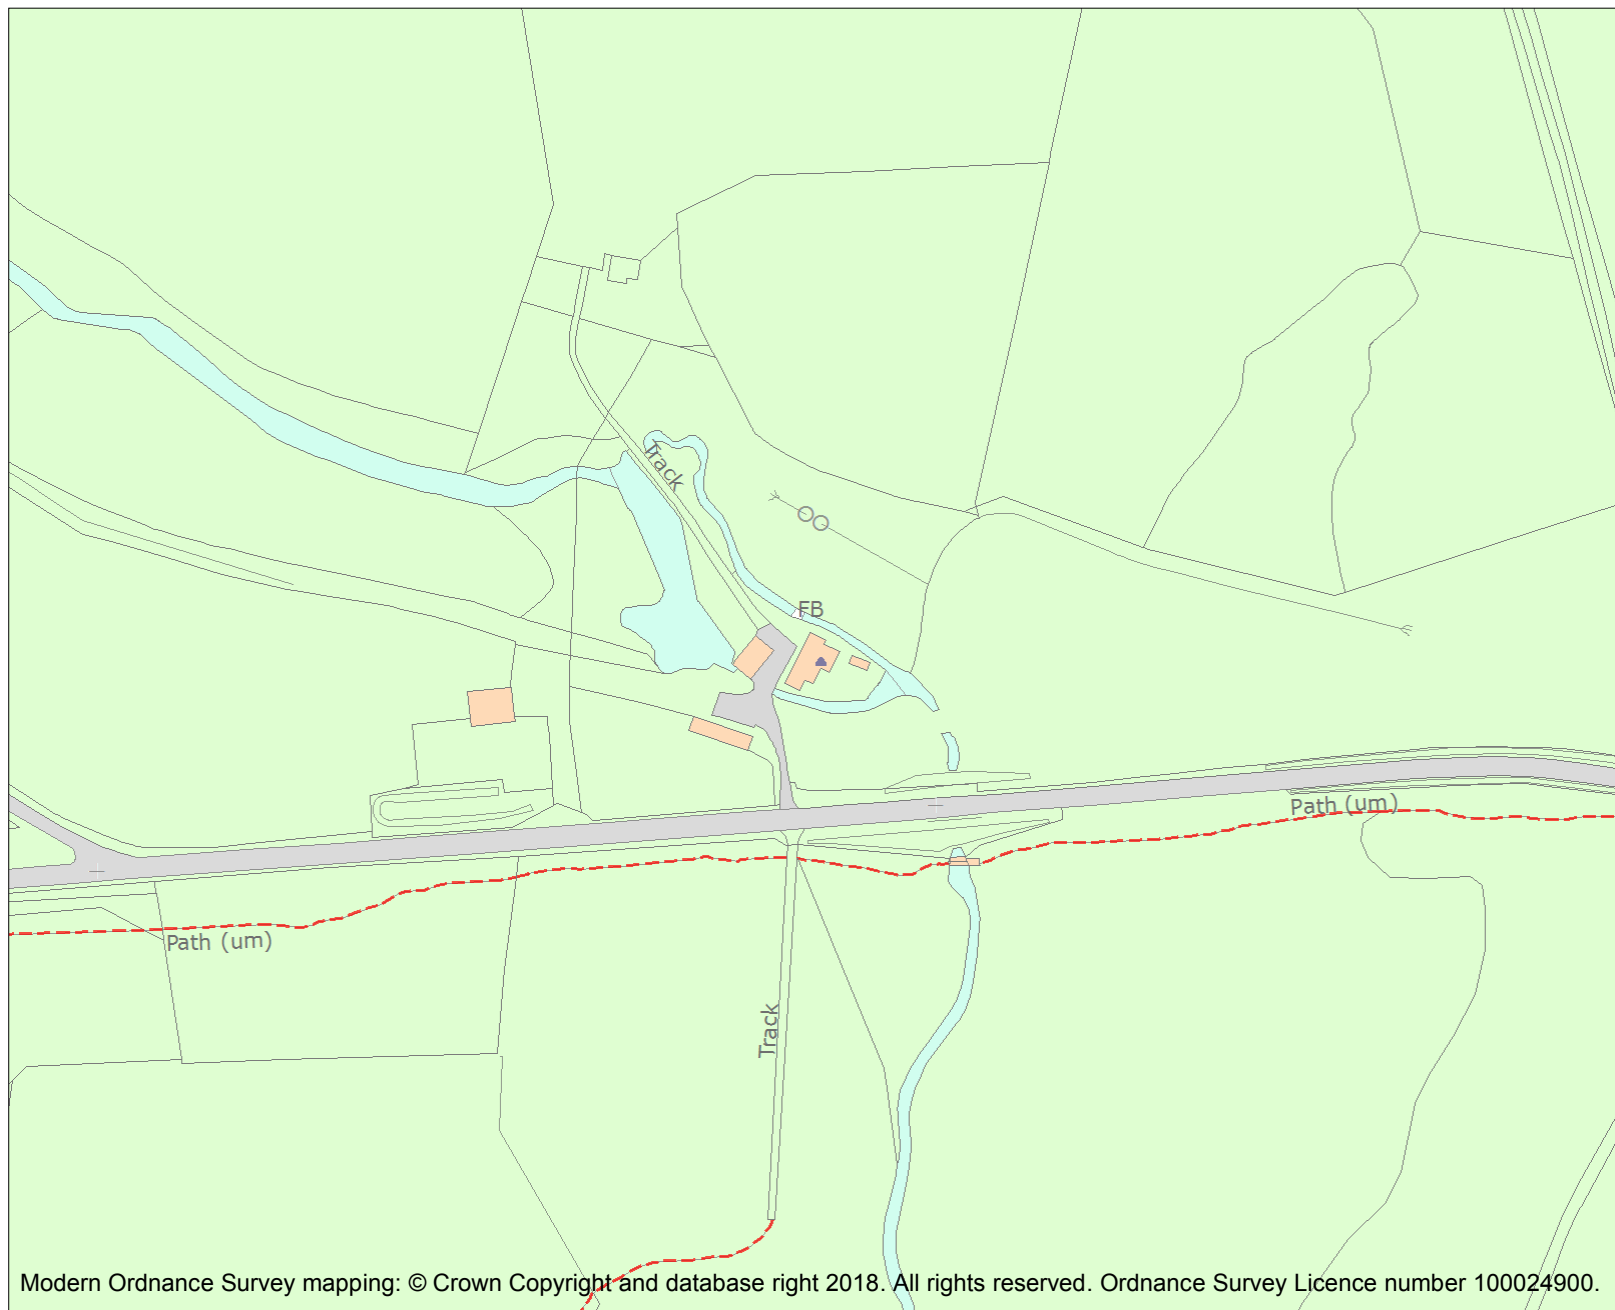 Track
FB
Path (um)
Path (um)
Track
Modern Ordnance Survey mapping: © Crown Copyright and database right 2018. All rights reserved. Ordnance Survey Licence number 100024900.